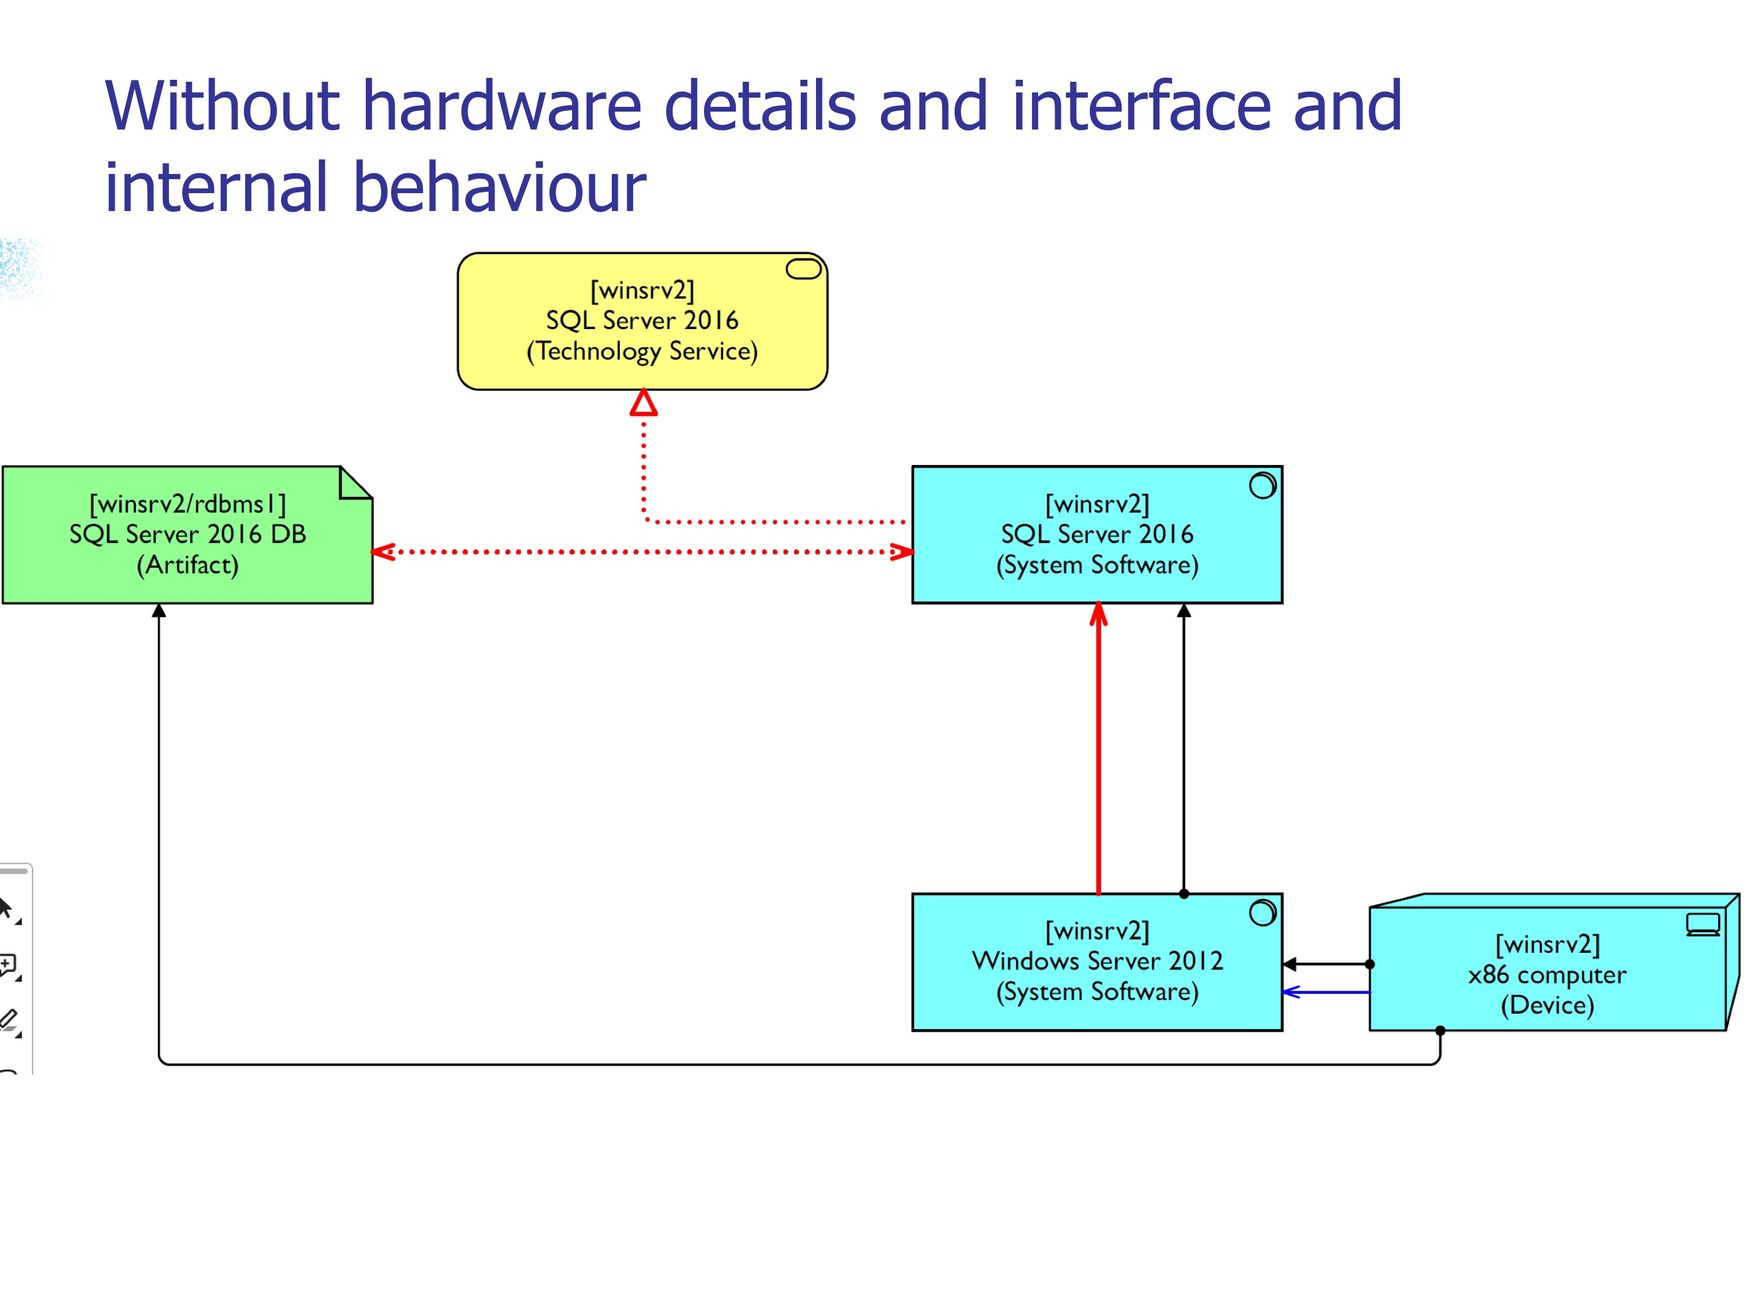 Without hardware details and interface and
internal behaviour
[winsrv2]
SQL Server 2016
(Technology Service)
[winsrv2/rdbms1]
SQL Server 2016 DB
(Artifact)
[winsrv2]
SQL Server 2016
(System Software)
[winsrv2]
Windows Server 2012
(System Software)
[winsrv2]
x86 computer
(Device)